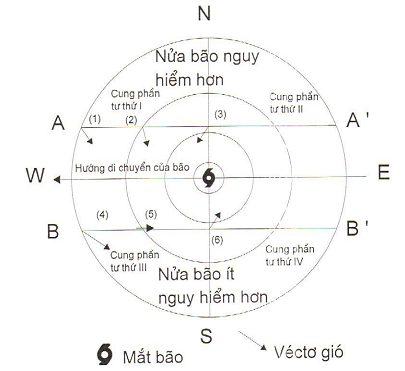 N
Nửa bão nguy
hiểm hơn
Cung phần
tư thứ I
Cung phần
tư thứ II
A
(1)
(2)
(3)
A'
Hướng di chuyển của bão
W
E
B
(4)
(5)
(6)
B'
Cung phần
tư thứ III
Cung phần
tư thứ IV
Nửa bão ít
nguy hiểm hơn
S
Mắt bão
Véctơ gió